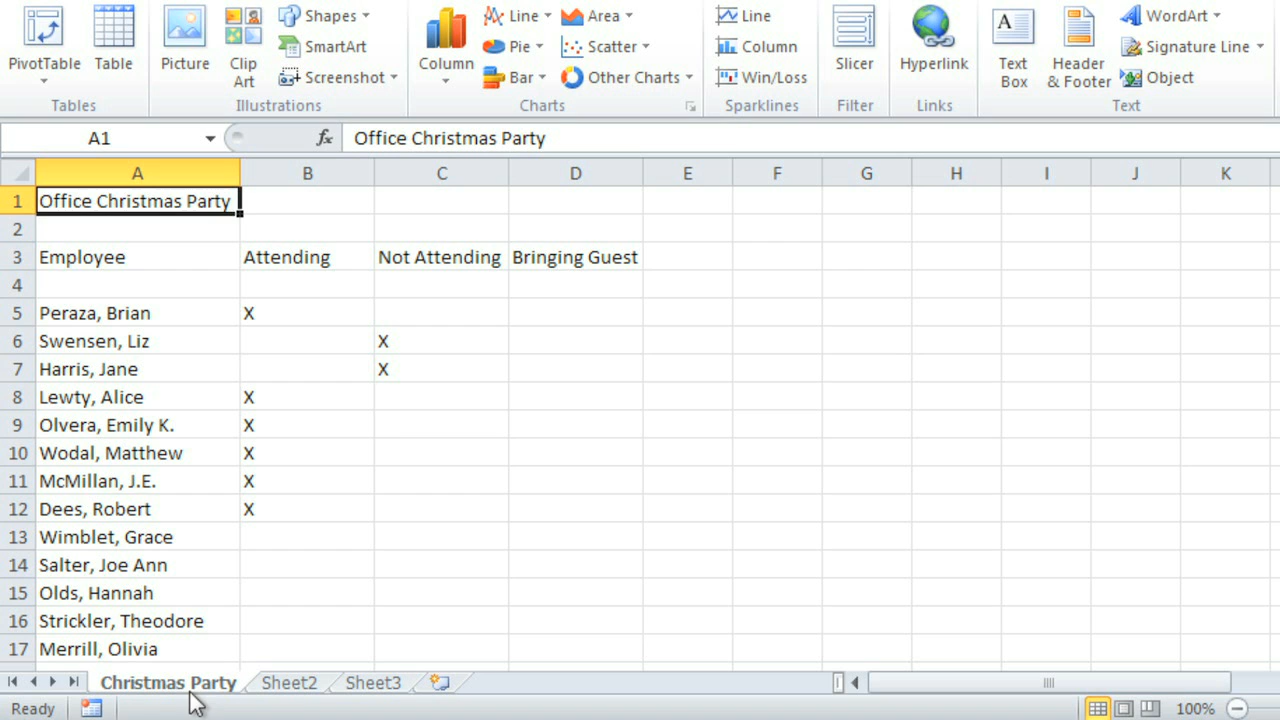 Shapes Line Area Line WordArt
SmartArt Pie Scatter Column Signature Line
PivotTable Table Picture Clip Art Screenshot Column Bar Other Charts Win/Loss Slicer Hyperlink Text Box Header & Footer Object
Tables Illustrations Charts Sparklines Filter Links Text
A1 fx Office Christmas Party
A B C D E F G H I J K
1 Office Christmas Party
2
3 Employee Attending Not Attending Bringing Guest
4
5 Peraza, Brian X
6 Swensen, Liz X
7 Harris, Jane X
8 Lewty, Alice X
9 Olvera, Emily K. X
10 Wodal, Matthew X
11 McMillan, J.E. X
12 Dees, Robert X
13 Wimblet, Grace
14 Salter, Joe Ann
15 Olds, Hannah
16 Strickler, Theodore
17 Merrill, Olivia
Christmas Party Sheet2 Sheet3
Ready 100%